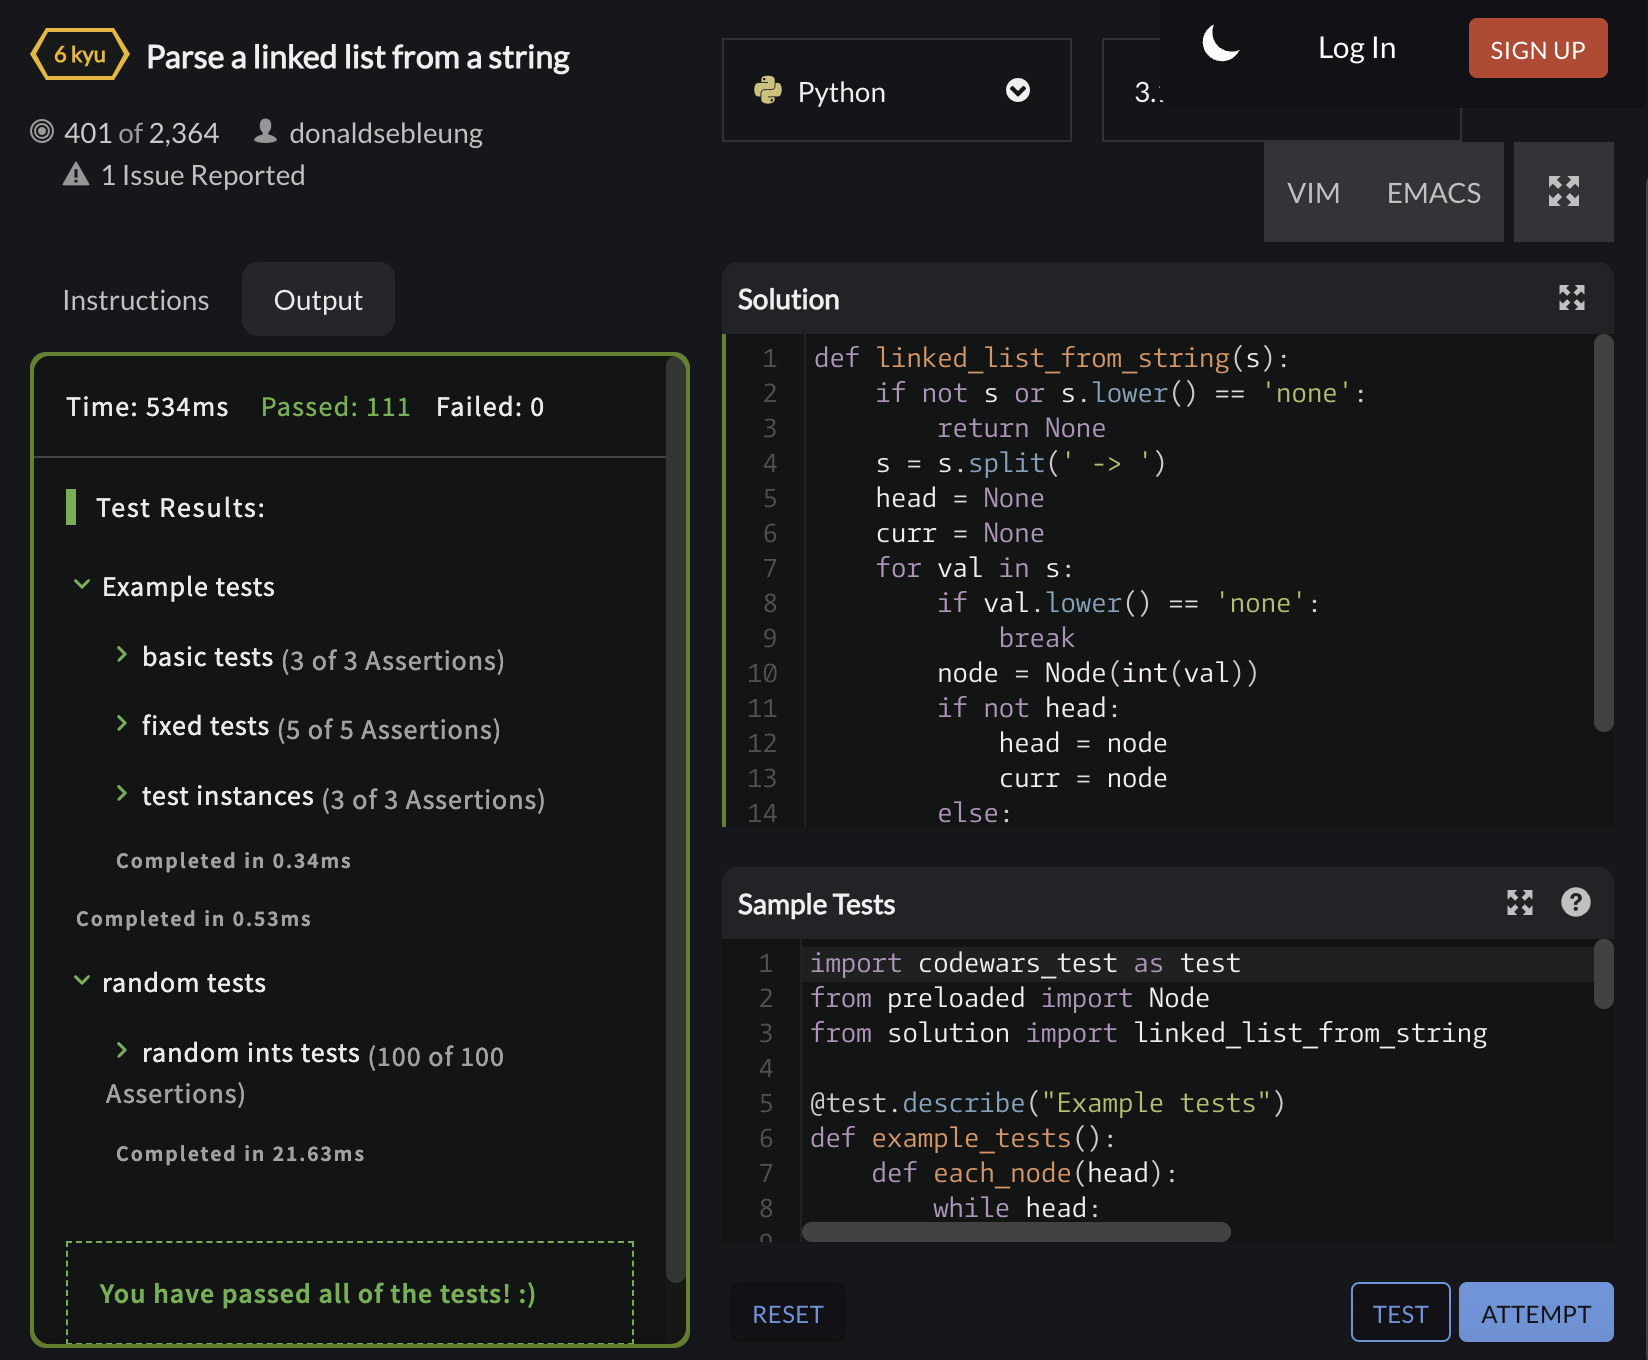 6 kyu
Parse a linked list from a string
401 of 2,364 donaldsebleung
1 Issue Reported
Python
Log In
SIGN UP
VIM EMACS
Instructions
Output
Time: 534ms Passed: 111 Failed: 0
Test Results:
Example tests
basic tests (3 of 3 Assertions)
fixed tests (5 of 5 Assertions)
test instances (3 of 3 Assertions)
Completed in 0.34ms
Completed in 0.53ms
random tests
random ints tests (100 of 100
Assertions)
Completed in 21.63ms
You have passed all of the tests! :)
Solution
1 def linked_list_from_string(s):
2     if not s or s.lower() == 'none':
3         return None
4     s = s.split(' -> ')
5     head = None
6     curr = None
7     for val in s:
8         if val.lower() == 'none':
9             break
10         node = Node(int(val))
11         if not head:
12             head = node
13             curr = node
14         else:
Sample Tests
1 import codewars_test as test
2 from preloaded import Node
3 from solution import linked_list_from_string
4
5 @test.describe("Example tests")
6 def example_tests():
7     def each_node(head):
8         while head:
RESET
TEST
ATTEMPT